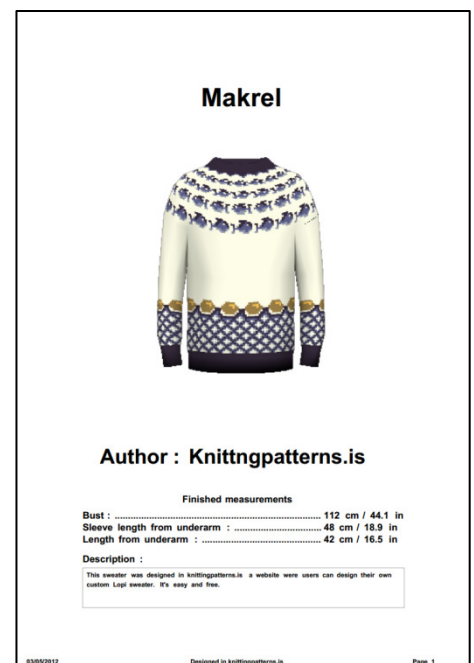 Makrel
Author : Knittngpatterns.is
Finished measurements
Bust : ................................................................ 112 cm / 44.1 in
Sleeve length from underarm : ........................... 48 cm / 18.9 in
Length from underarm : ..................................... 42 cm / 16.5 in
Description :
This sweater was designed in knittingpatterns.is a website were users can design their own
custom Lopi sweater. It's easy and free.
03/05/2012 Designed in knittingpatterns.is Page 1